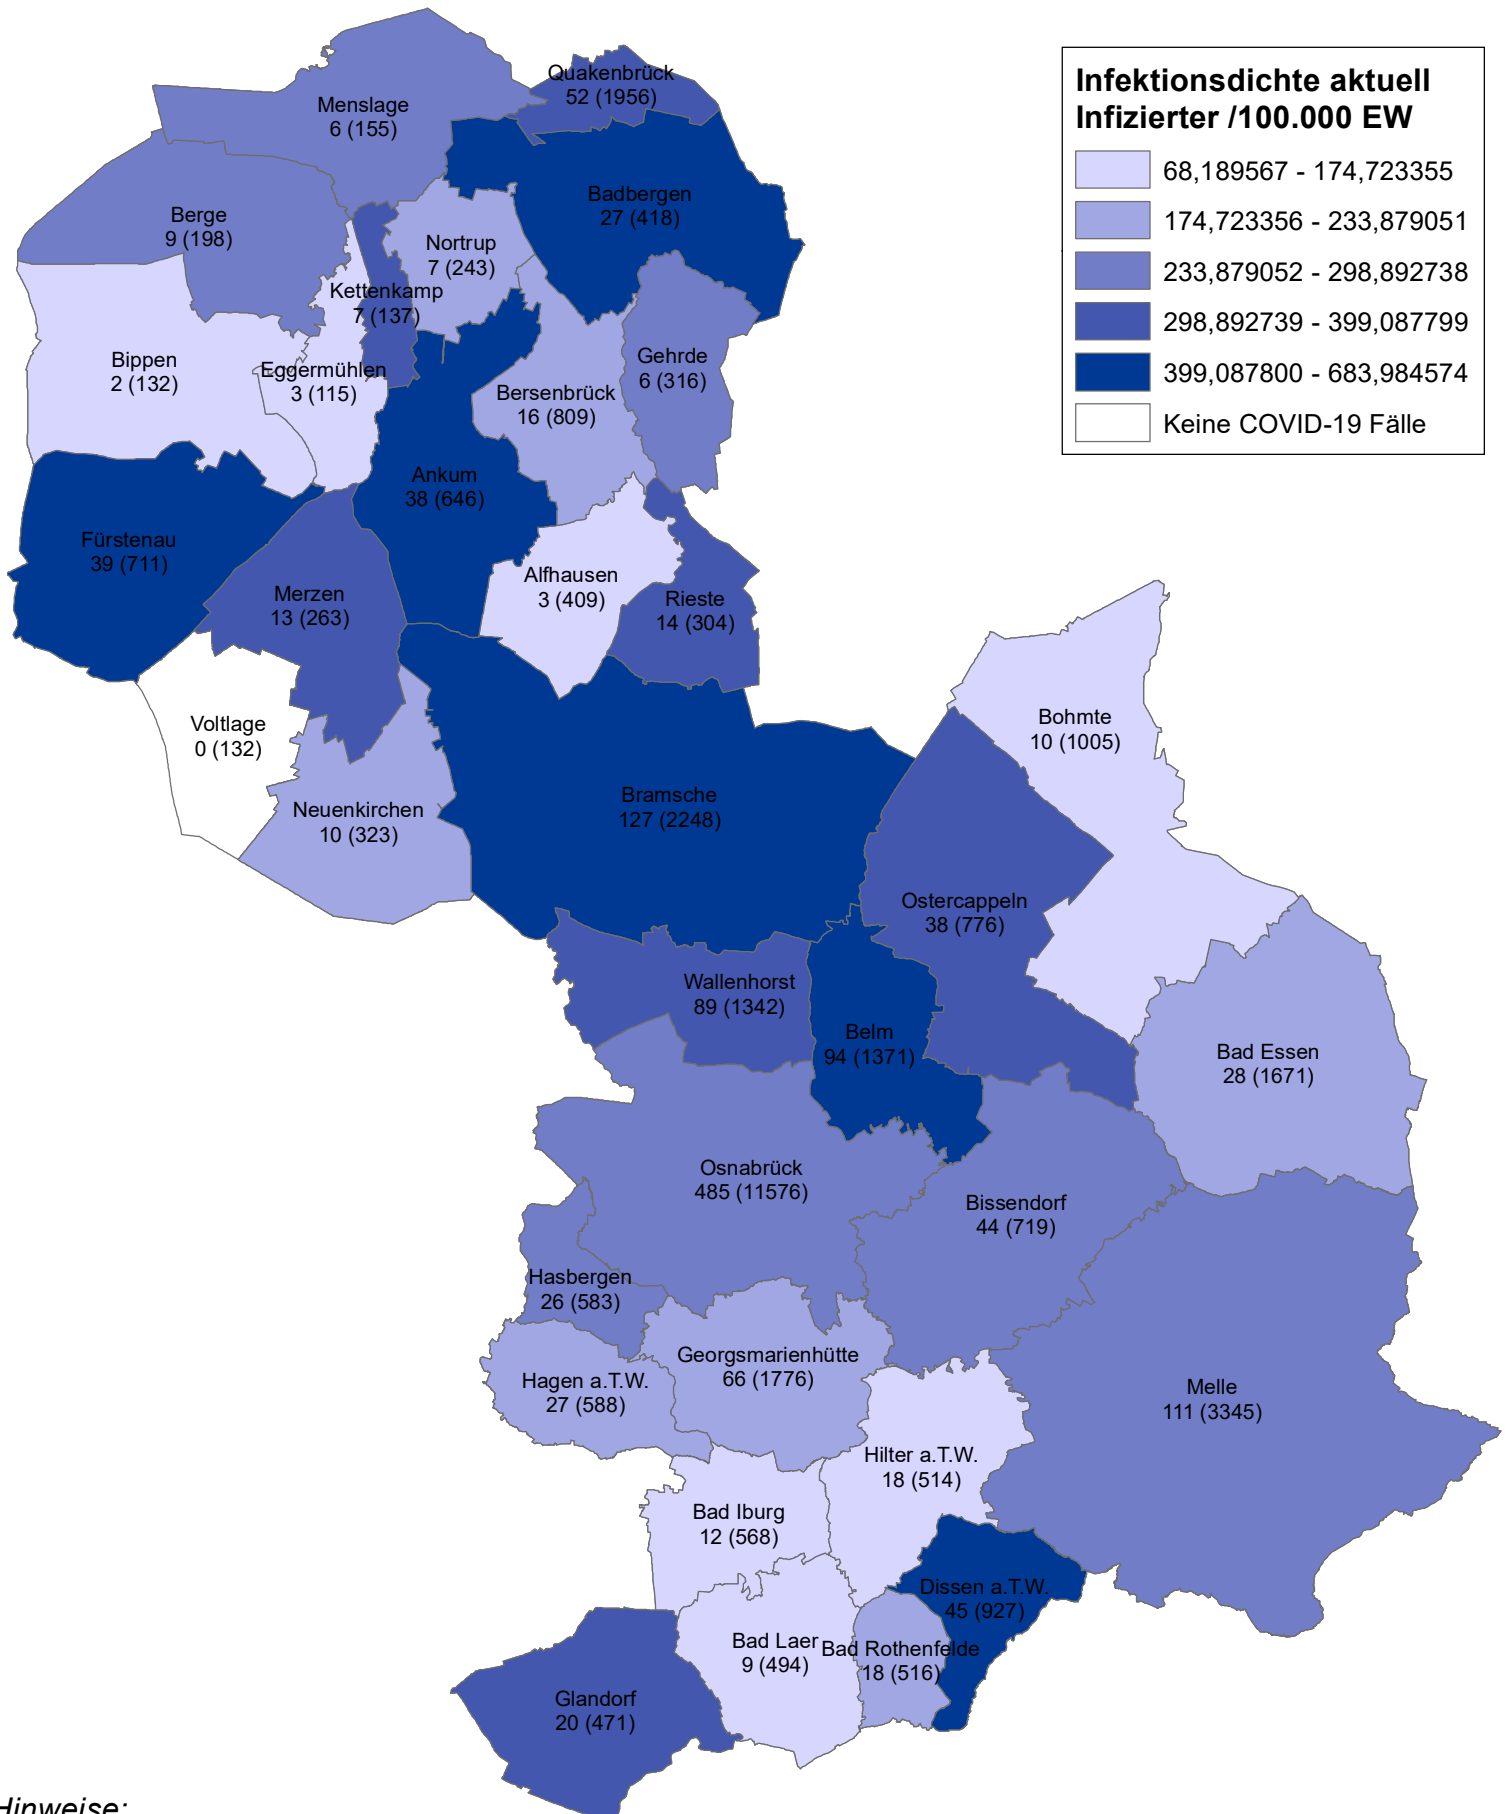 Infektionsdichte aktuell
Infizierter /100.000 EW
68,189567 - 174,723355
174,723356 - 233,879051
233,879052 - 298,892738
298,892739 - 399,087799
399,087800 - 683,984574
Keine COVID-19 Fälle
Quakenbrück
52 (1956)
Menslage
6 (155)
Badbergen
27 (418)
Berge
9 (198)
Nortrup
7 (243)
Kettenkamp
7 (137)
Bippen
2 (132)
Eggermühlen
3 (115)
Gehrde
6 (316)
Bersenbrück
16 (809)
Ankum
38 (646)
Fürstenau
39 (711)
Alfhausen
3 (409)
Merzen
13 (263)
Rieste
14 (304)
Voltlage
0 (132)
Bohmte
10 (1005)
Neuenkirchen
10 (323)
Bramsche
127 (2248)
Ostercappeln
38 (776)
Wallenhorst
89 (1342)
Belm
94 (1371)
Bad Essen
28 (1671)
Osnabrück
485 (11576)
Bissendorf
44 (719)
Hasbergen
26 (583)
Georgsmarienhütte
66 (1776)
Hagen a.T.W.
27 (588)
Melle
111 (3345)
Hilter a.T.W.
18 (514)
Bad Iburg
12 (568)
Dissen a.T.W.
45 (927)
Bad Laer
9 (494)
Bad Rothenfelde
18 (516)
Glandorf
20 (471)
Hinweise: